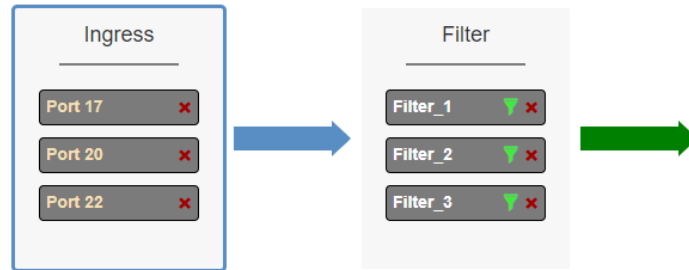 Ingress
Port 17
Port 20
Port 22
Filter
Filter_1
Filter_2
Filter_3